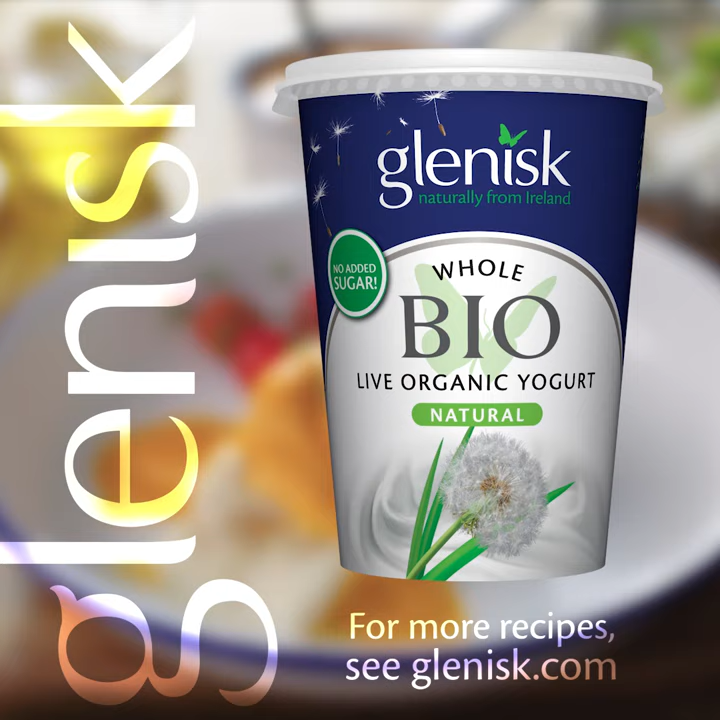 glenisk
glenisk
naturally from Ireland
NO ADDED
SUGAR!
WHOLE
BIO
LIVE ORGANIC YOGURT
NATURAL
For more recipes,
see glenisk.com